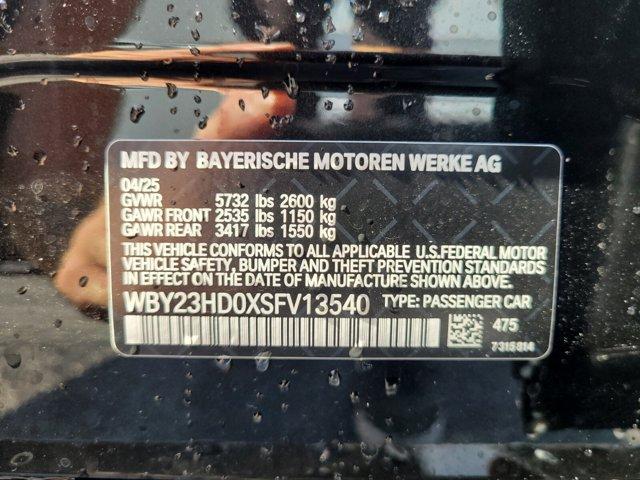 MFD BY BAYERISCHE MOTOREN WERKE AG
04/25
GVWR 5732 lbs 2600 kg
GAWR FRONT 2535 lbs 1150 kg
GAWR REAR 3417 lbs 1550 kg
THIS VEHICLE CONFORMS TO ALL APPLICABLE U.S.FEDERAL MOTOR
VEHICLE SAFETY, BUMPER AND THEFT PREVENTION STANDARDS
IN EFFECT ON THE DATE OF MANUFACTURE SHOWN ABOVE.
WBY23HD0XSFV13540 TYPE: PASSENGER CAR
475
7315814